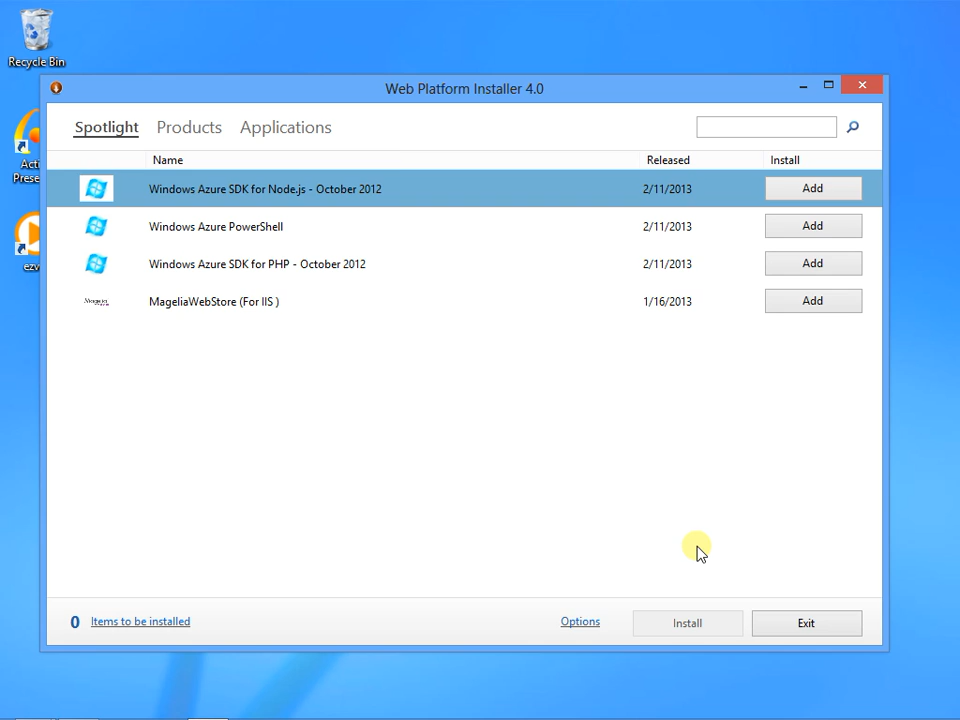 Recycle Bin
Web Platform Installer 4.0
Spotlight Products Applications
Name Released Install
Windows Azure SDK for Node.js - October 2012 2/11/2013 Add
Windows Azure PowerShell 2/11/2013 Add
Windows Azure SDK for PHP - October 2012 2/11/2013 Add
MageliaWebStore (For IIS ) 1/16/2013 Add
Acti
Prese
ezv
0 Items to be installed Options Install Exit